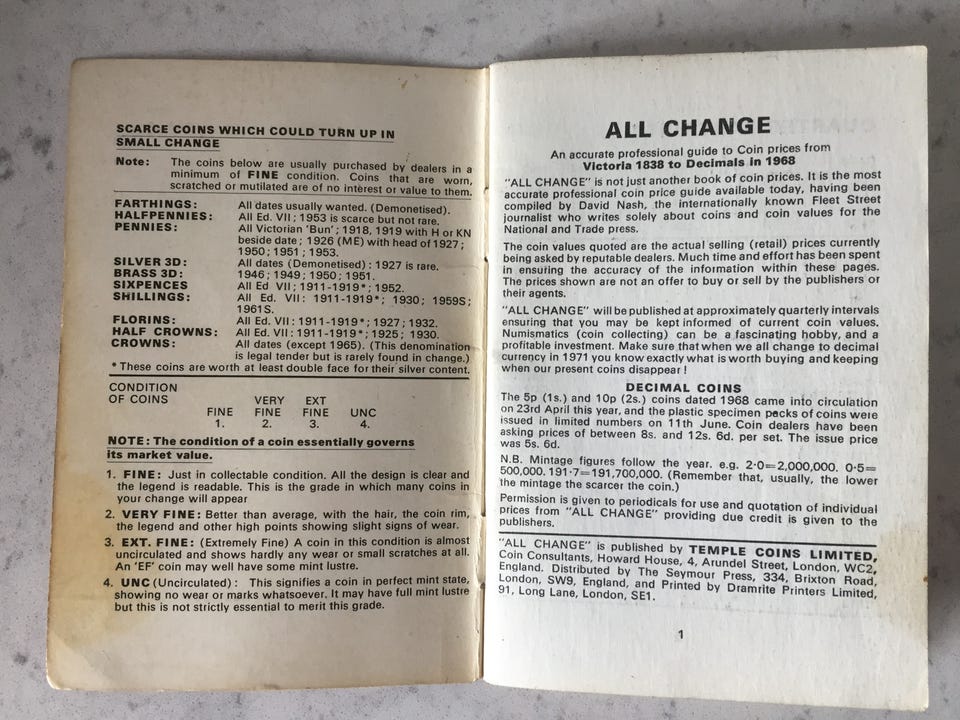 SCARCE COINS WHICH COULD TURN UP IN
SMALL CHANGE
Note: The coins below are usually purchased by dealers in a
minimum of FINE condition. Coins that are worn,
scratched or mutilated are of no interest or value to them.
FARTHINGS: All dates usually wanted. (Demonetised).
HALFPENNIES: All Ed. VII; 1953 is scarce but not rare.
PENNIES: All Victorian 'Bun'; 1918, 1919 with H or KN
beside date; 1926 (ME) with head of 1927;
1950; 1951; 1953.
SILVER 3D: All dates (Demonetised): 1927 is rare.
BRASS 3D: 1946; 1949; 1950; 1951.
SIXPENCES All Ed VII; 1911-1919*; 1952.
SHILLINGS: All Ed. VII: 1911-1919*; 1930; 1959S;
1961S.
FLORINS: All Ed. VII: 1911-1919*; 1927; 1932.
HALF CROWNS: All Ed. VII: 1911-1919*; 1925; 1930.
CROWNS: All dates (except 1965). (This denomination
is legal tender but is rarely found in change.)
* These coins are worth at least double face for their silver content.
CONDITION
OF COINS VERY EXT
FINE FINE FINE UNC
1. 2. 3. 4.
NOTE: The condition of a coin essentially governs
its market value.
1. FINE: Just in collectable condition. All the design is clear and
the legend is readable. This is the grade in which many coins in
your change will appear
2. VERY FINE: Better than average, with the hair, the coin rim,
the legend and other high points showing slight signs of wear.
3. EXT. FINE: (Extremely Fine) A coin in this condition is almost
uncirculated and shows hardly any wear or small scratches at all.
An 'EF' coin may well have some mint lustre.
4. UNC (Uncirculated): This signifies a coin in perfect mint state,
showing no wear or marks whatsoever. It may have full mint lustre
but this is not strictly essential to merit this grade.
ALL CHANGE
An accurate professional guide to Coin prices from
Victoria 1838 to Decimals in 1968
"ALL CHANGE" is not just another book of coin prices. It is the most
accurate professional coin price guide available today, having been
compiled by David Nash, the internationally known Fleet Street
journalist who writes solely about coins and coin values for the
National and Trade press.
The coin values quoted are the actual selling (retail) prices currently
being asked by reputable dealers. Much time and effort has been spent
in ensuring the accuracy of the information within these pages.
The prices shown are not an offer to buy or sell by the publishers or
their agents.
"ALL CHANGE" will be published at approximately quarterly intervals
ensuring that you may be kept informed of current coin values.
Numismatics (coin collecting) can be a fascinating hobby, and a
profitable investment. Make sure that when we all change to decimal
currency in 1971 you know exactly what is worth buying and keeping
when our present coins disappear!
DECIMAL COINS
The 5p (1s.) and 10p (2s.) coins dated 1968 came into circulation
on 23rd April this year, and the plastic specimen packs of coins were
issued in limited numbers on 11th June. Coin dealers have been
asking prices of between 8s. and 12s. 6d. per set. The issue price
was 5s. 6d.
N.B. Mintage figures follow the year. e.g. 2·0=2,000,000. 0·5=
500,000. 191·7=191,700,000. (Remember that, usually, the lower
the mintage the scarcer the coin.)
Permission is given to periodicals for use and quotation of individual
prices from "ALL CHANGE" providing due credit is given to the
publishers.
"ALL CHANGE" is published by TEMPLE COINS LIMITED,
Coin Consultants, Howard House, 4, Arundel Street, London, WC2,
England. Distributed by The Seymour Press, 334, Brixton Road,
London, SW9, England, and Printed by Dramrite Printers Limited,
91, Long Lane, London, SE1.
1